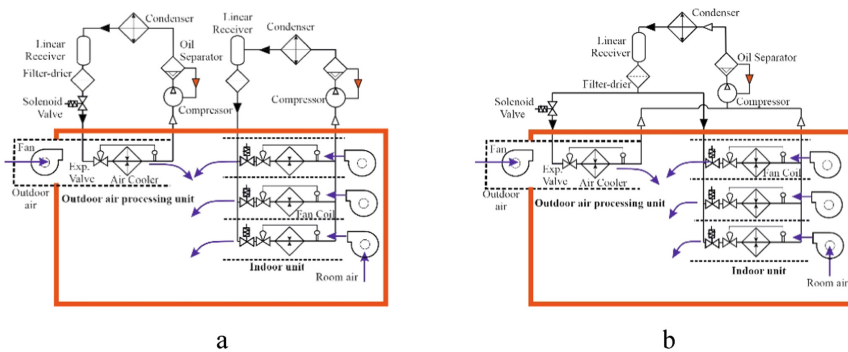 Condenser
Linear
Receiver
Oil
Separator
Filter-drier
Solenoid
Valve
Compressor
Linear
Receiver
Condenser
Compressor
Fan
Outdoor
air
Exp.
Valve
Air Cooler
Outdoor air processing unit
Fan Coil
Indoor unit
Room air
a
Condenser
Linear
Receiver
Oil Separator
Filter-drier
Compressor
Solenoid
Valve
Fan
Outdoor
air
Exp.
Valve
Air Cooler
Outdoor air processing unit
Fan Coil
Indoor unit
Room air
b